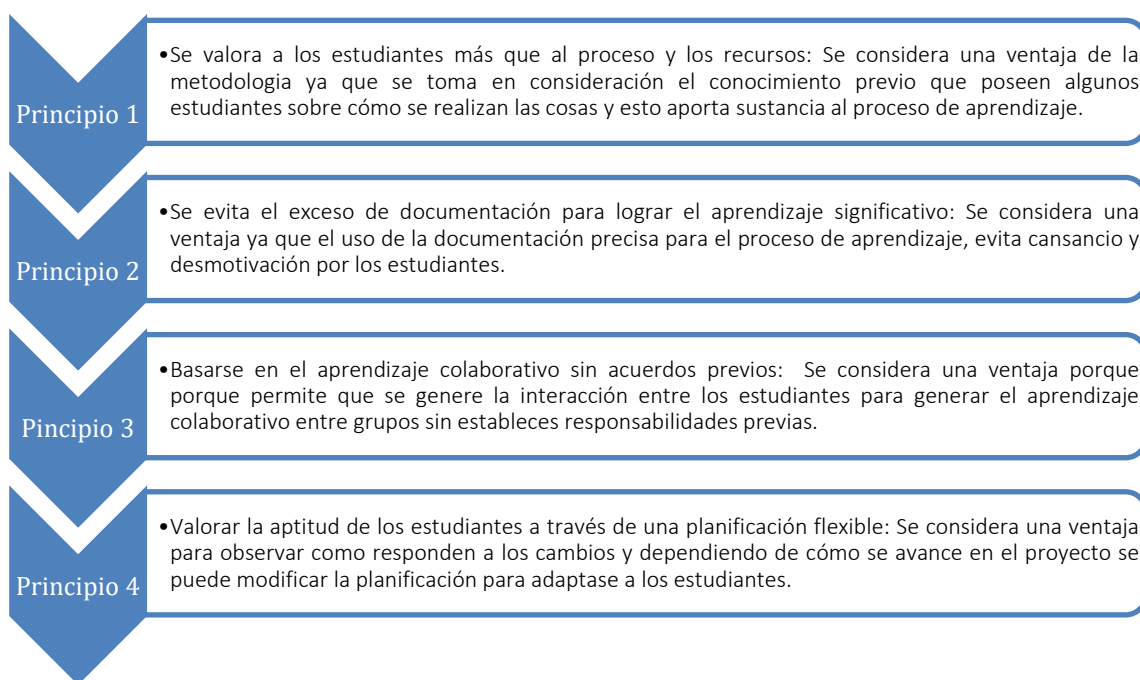 Principio 1
•Se valora a los estudiantes más que al proceso y los recursos: Se considera una ventaja de la
metodologia ya que se toma en consideración el conocimiento previo que poseen algunos
estudiantes sobre cómo se realizan las cosas y esto aporta sustancia al proceso de aprendizaje.
Principio 2
•Se evita el exceso de documentación para lograr el aprendizaje significativo: Se considera una
ventaja ya que el uso de la documentación precisa para el proceso de aprendizaje, evita cansancio y
desmotivación por los estudiantes.
Pincipio 3
•Basarse en el aprendizaje colaborativo sin acuerdos previos: Se considera una ventaja porque
porque permite que se genere la interacción entre los estudiantes para generar el aprendizaje
colaborativo entre grupos sin estableces responsabilidades previas.
Principio 4
•Valorar la aptitud de los estudiantes a través de una planificación flexible: Se considera una ventaja
para observar como responden a los cambios y dependiendo de cómo se avance en el proyecto se
puede modificar la planificación para adaptase a los estudiantes.